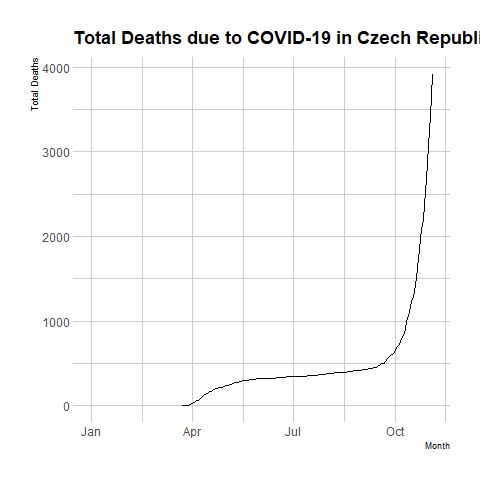 Total Deaths due to COVID-19 in Czech Republi
Total Deaths
4000
3000
2000
1000
0
Jan Apr Jul Oct
Month